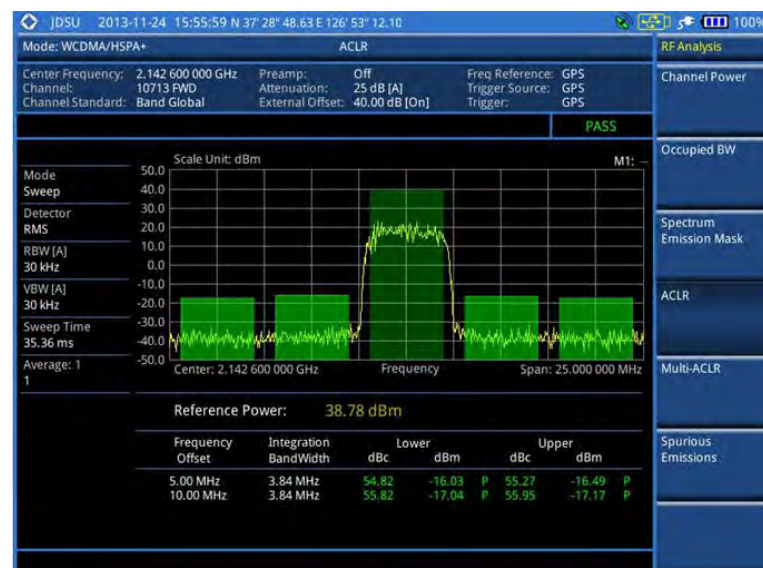 JDSU 2013-11-24 15:55:59 N 37' 28" 48.63 E 126' 53" 12.10 100%
Mode: WCDMA/HSPA+ ACLR RF Analysis
Center Frequency: 2.142 600 000 GHz Preamp: Off Freq Reference: GPS
Channel: 10713 FWD Attenuation: 25 dB [A] Trigger Source: GPS
Channel Standard: Band Global External Offset: 40.00 dB [On] Trigger: GPS
PASS
Channel Power
Occupied BW
Spectrum
Emission Mask
ACLR
Multi-ACLR
Spurious
Emissions
Scale Unit: dBm M1: --
Mode
Sweep
Detector
RMS
RBW [A]
30 kHz
VBW [A]
30 kHz
Sweep Time
35.36 ms
Average: 1
1
50.0
40.0
30.0
20.0
10.0
0.0
-10.0
-20.0
-30.0
-40.0
-50.0
Center: 2.142 600 000 GHz Frequency Span: 25.000 000 MHz
Reference Power: 38.78 dBm
Frequency Integration Lower Upper
Offset BandWidth dBc dBm dBc dBm
5.00 MHz 3.84 MHz 54.82 -16.03 P 55.27 -16.49 P
10.00 MHz 3.84 MHz 55.82 -17.04 P 55.95 -17.17 P